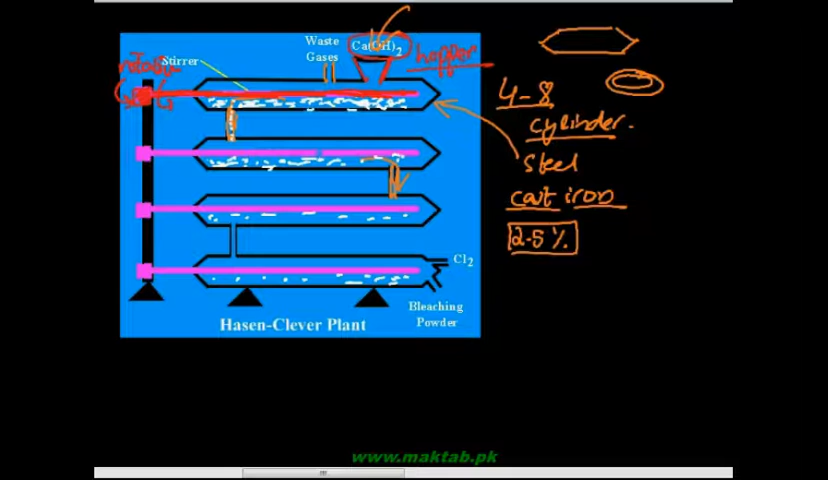 Waste
Gases
Ca(OH)2
hopper
Stirrer
4-8
cylinder.
steel
cast iron
2.5%
Cl2
Bleaching
Powder
Hasen-Clever Plant
www.maktab.pk